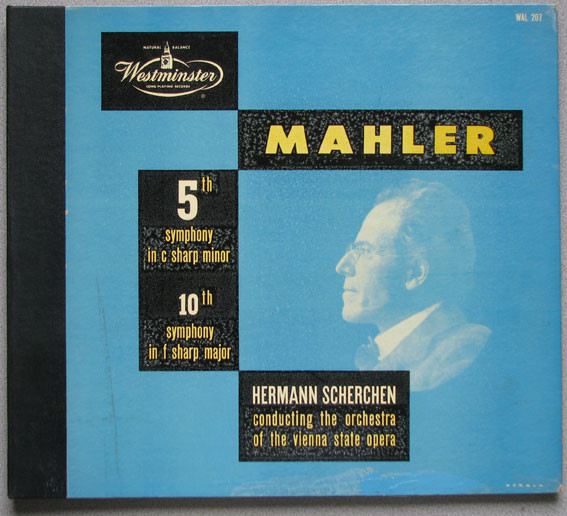 WAL 207
NATURAL BALANCE
Westminster
LONG PLAYING RECORDS
®
MAHLER
5th
symphony
in c sharp minor
10th
symphony
in f sharp major
HERMANN SCHERCHEN
conducting the orchestra
of the vienna state opera